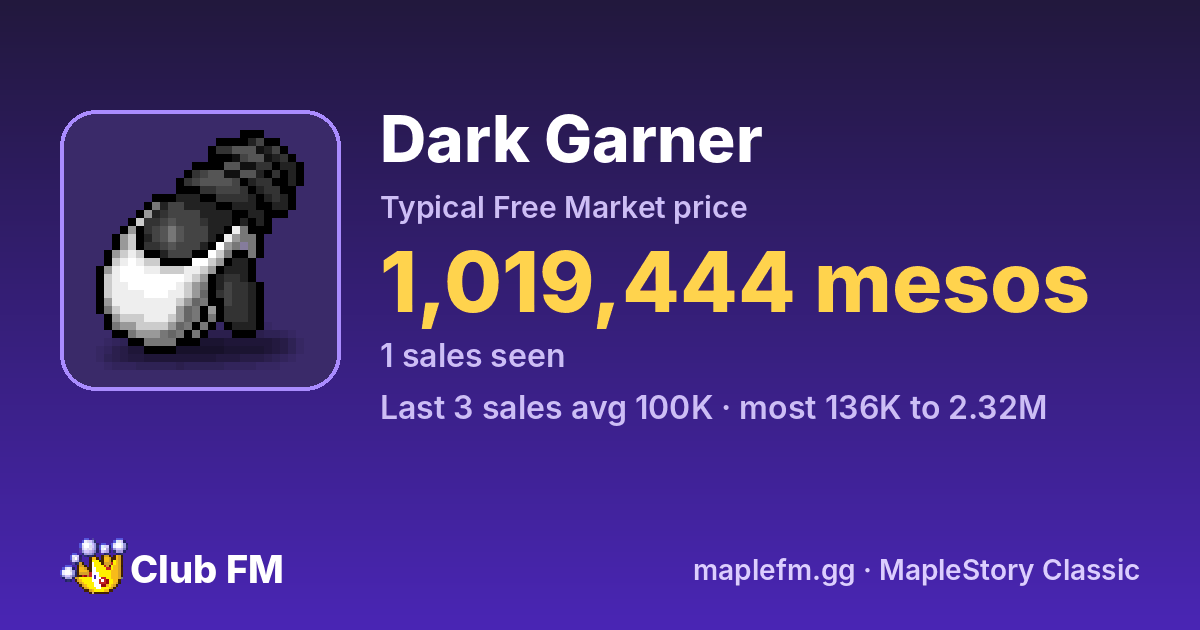 Dark Garner
Typical Free Market price
1,019,444 mesos
1 sales seen
Last 3 sales avg 100K · most 136K to 2.32M
Club FM
maplefm.gg · MapleStory Classic